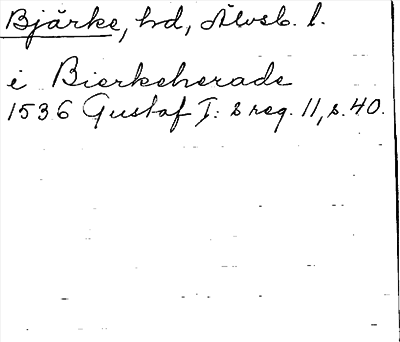 Bjärke, hd, Älvsb. l.
i Bierkeherade
1536 Gustaf I: s reg. 11, s. 40.